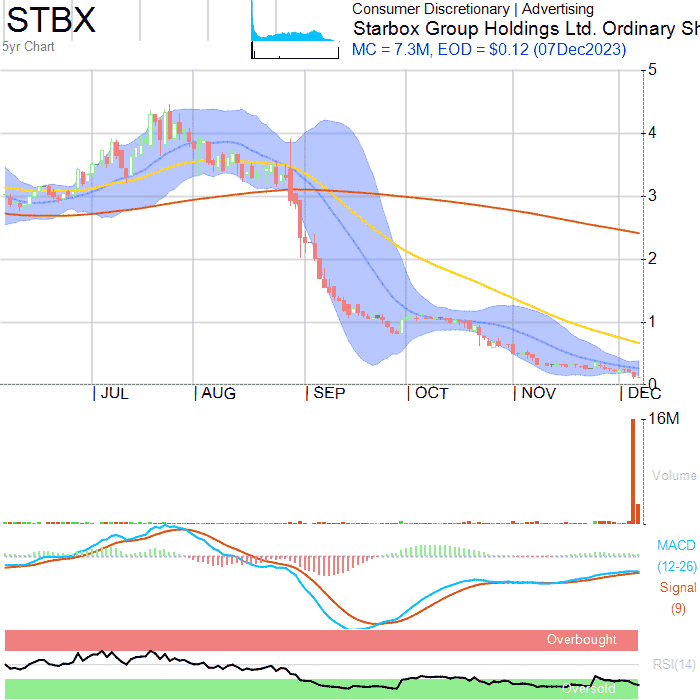 STBX
5yr Chart
Consumer Discretionary | Advertising
Starbox Group Holdings Ltd. Ordinary Sh
MC = 7.3M, EOD = $0.12 (07Dec2023)
5
4
3
2
1
0
JUL AUG SEP OCT NOV DEC
16M
Volume
MACD
(12-26)
Signal
(9)
Overbought
RSI(14)
Oversold